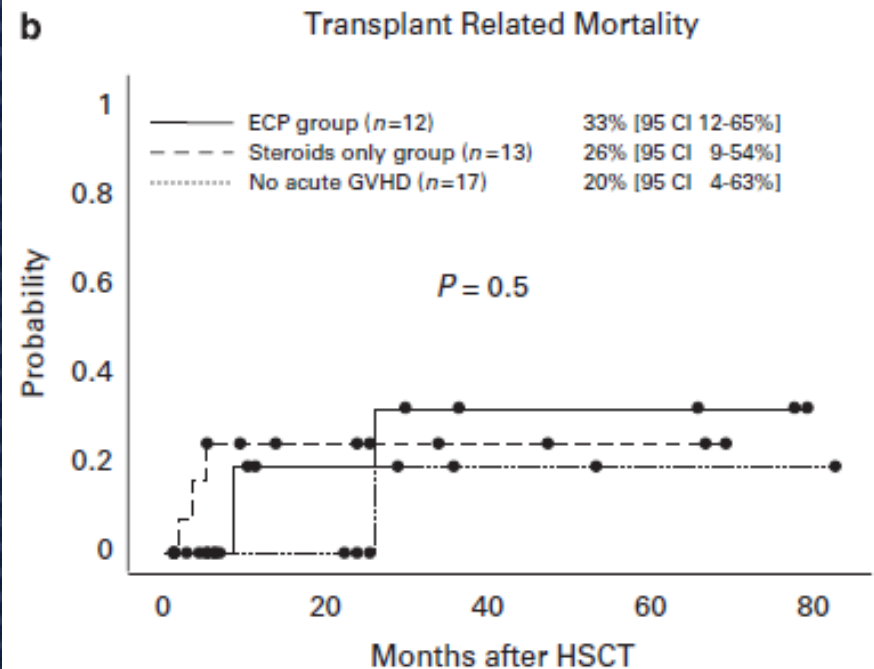 b
Transplant Related Mortality
ECP group (n=12) 33% [95 CI 12-65%]
Steroids only group (n=13) 26% [95 CI 9-54%]
No acute GVHD (n=17) 20% [95 CI 4-63%]
P = 0.5
Probability
1
0.8
0.6
0.4
0.2
0
0 20 40 60 80
Months after HSCT